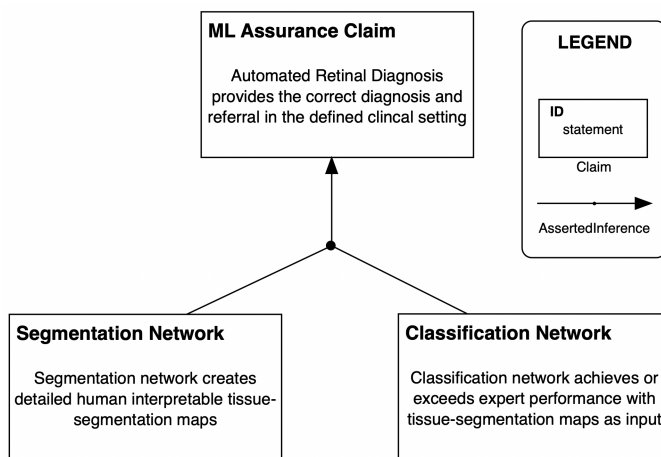 ML Assurance Claim
Automated Retinal Diagnosis
provides the correct diagnosis and
referral in the defined clincal setting
LEGEND
ID
statement
Claim
AssertedInference
Segmentation Network
Segmentation network creates
detailed human interpretable tissue-
segmentation maps
Classification Network
Classification network achieves or
exceeds expert performance with
tissue-segmentation maps as input